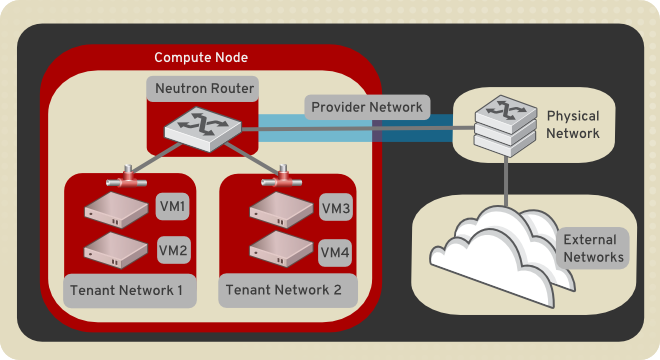 Compute Node
Neutron Router
Provider Network
Physical
Network
VM1
VM2
Tenant Network 1
VM3
VM4
Tenant Network 2
External
Networks